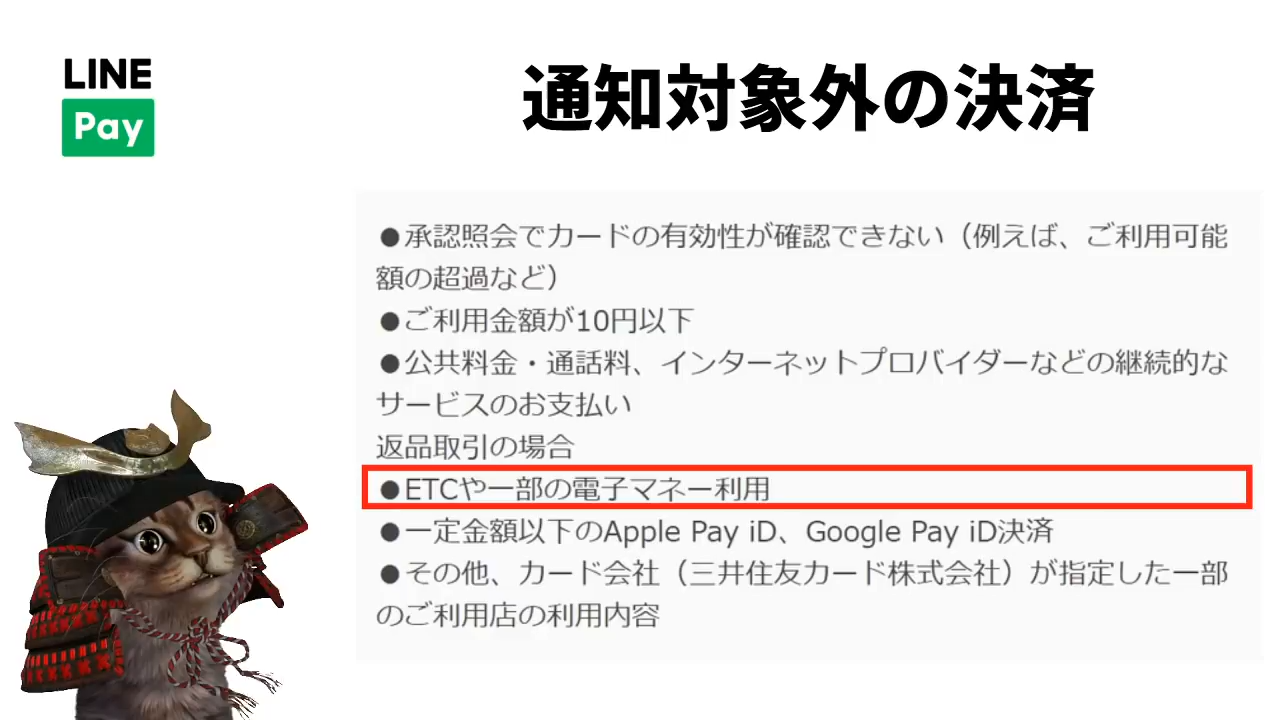 LINE
Pay
通知対象外の決済
●承認照会でカードの有効性が確認できない（例えば、ご利用可能
額の超過など）
●ご利用金額が10円以下
●公共料金・通話料、インターネットプロバイダーなどの継続的な
サービスのお支払い
返品取引の場合
●ETCや一部の電子マネー利用
●一定金額以下のApple Pay iD、Google Pay iD決済
●その他、カード会社（三井住友カード株式会社）が指定した一部
のご利用店の利用内容